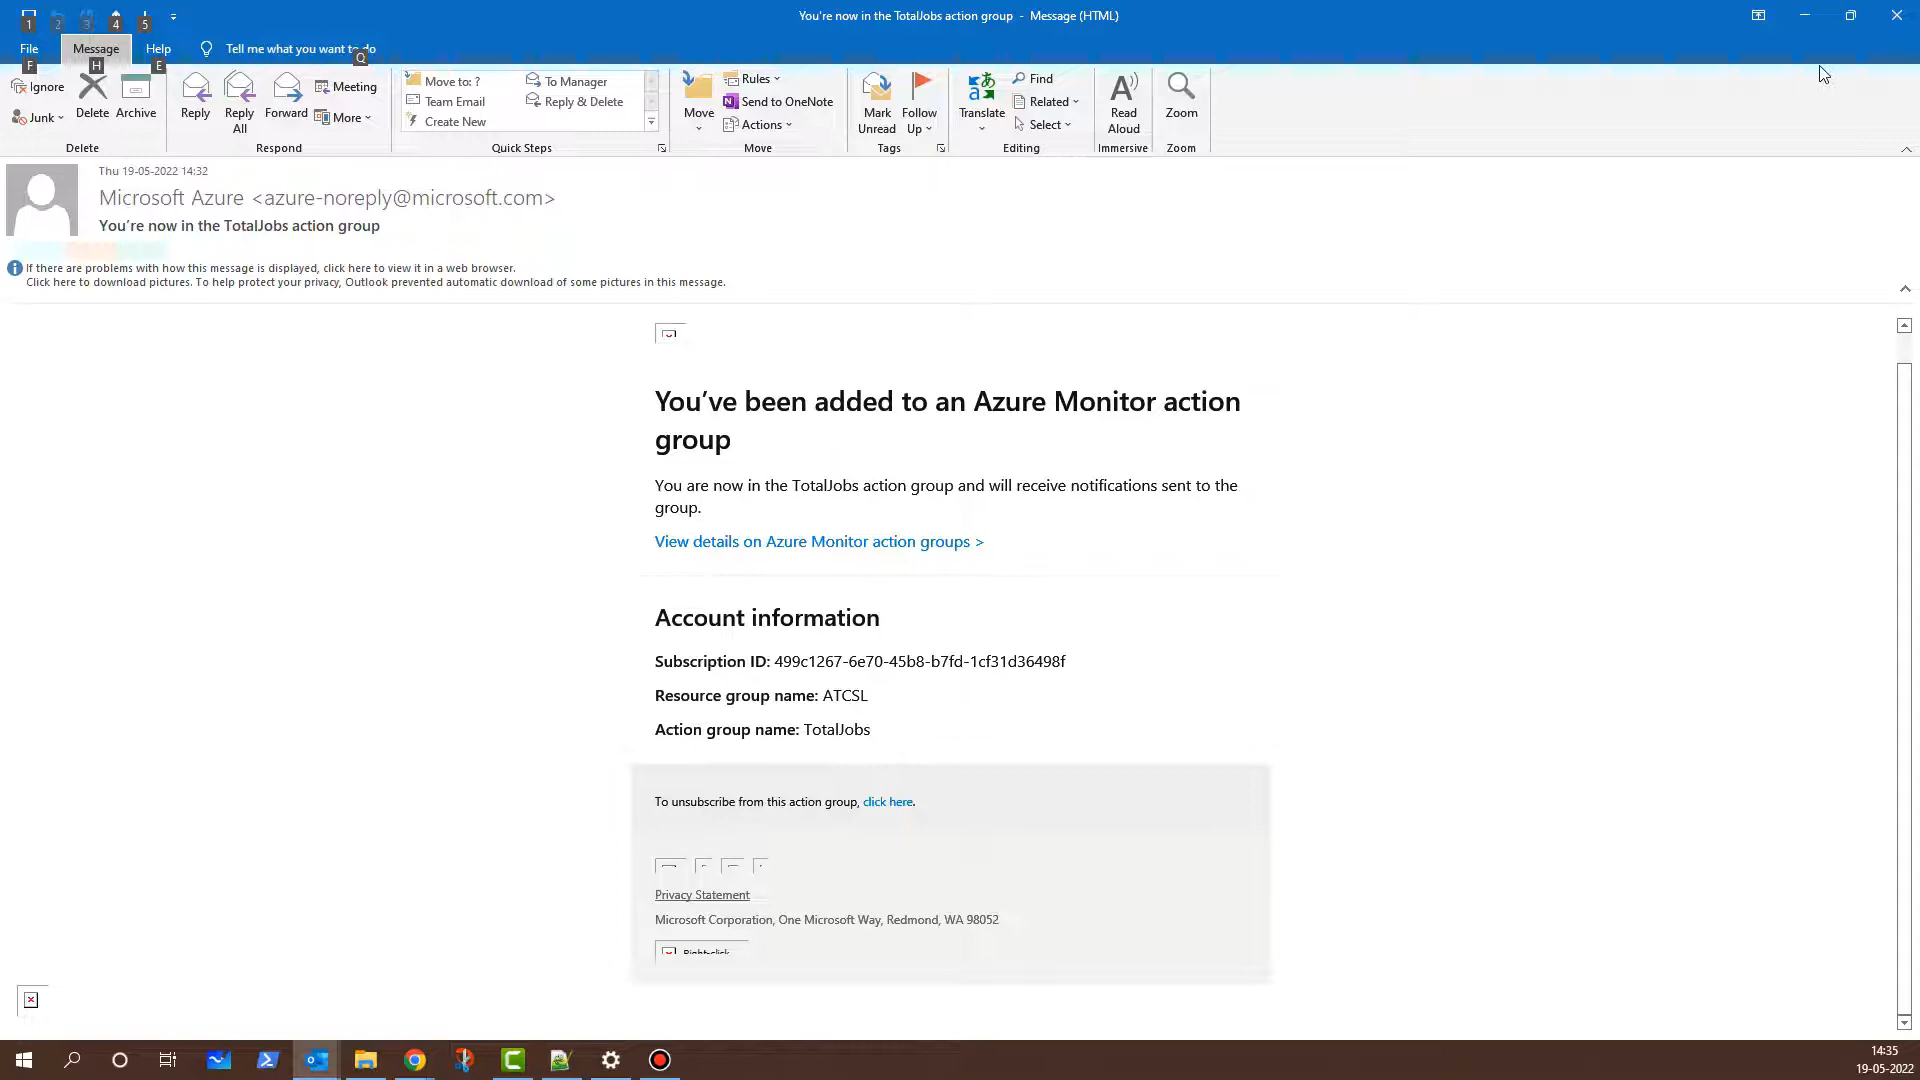 You're now in the TotalJobs action group - Message (HTML)
1 2 3 4 5
File Message Help Tell me what you want to do
F H E Q
Ignore
Junk
Delete
Archive
Delete
Reply
Reply All
Forward
Meeting
More
Respond
Move to: ?
Team Email
Create New
To Manager
Reply & Delete
Quick Steps
Move
Rules
Send to OneNote
Actions
Move
Mark Unread
Follow Up
Tags
Translate
Find
Related
Select
Editing
Read Aloud
Immersive
Zoom
Zoom
Thu 19-05-2022 14:32
Microsoft Azure <azure-noreply@microsoft.com>
You're now in the TotalJobs action group
If there are problems with how this message is displayed, click here to view it in a web browser.
Click here to download pictures. To help protect your privacy, Outlook prevented automatic download of some pictures in this message.
You've been added to an Azure Monitor action
group
You are now in the TotalJobs action group and will receive notifications sent to the
group.
View details on Azure Monitor action groups >
Account information
Subscription ID: 499c1267-6e70-45b8-b7fd-1cf31d36498f
Resource group name: ATCSL
Action group name: TotalJobs
To unsubscribe from this action group, click here.
Privacy Statement
Microsoft Corporation, One Microsoft Way, Redmond, WA 98052
Right-click
14:35
19-05-2022